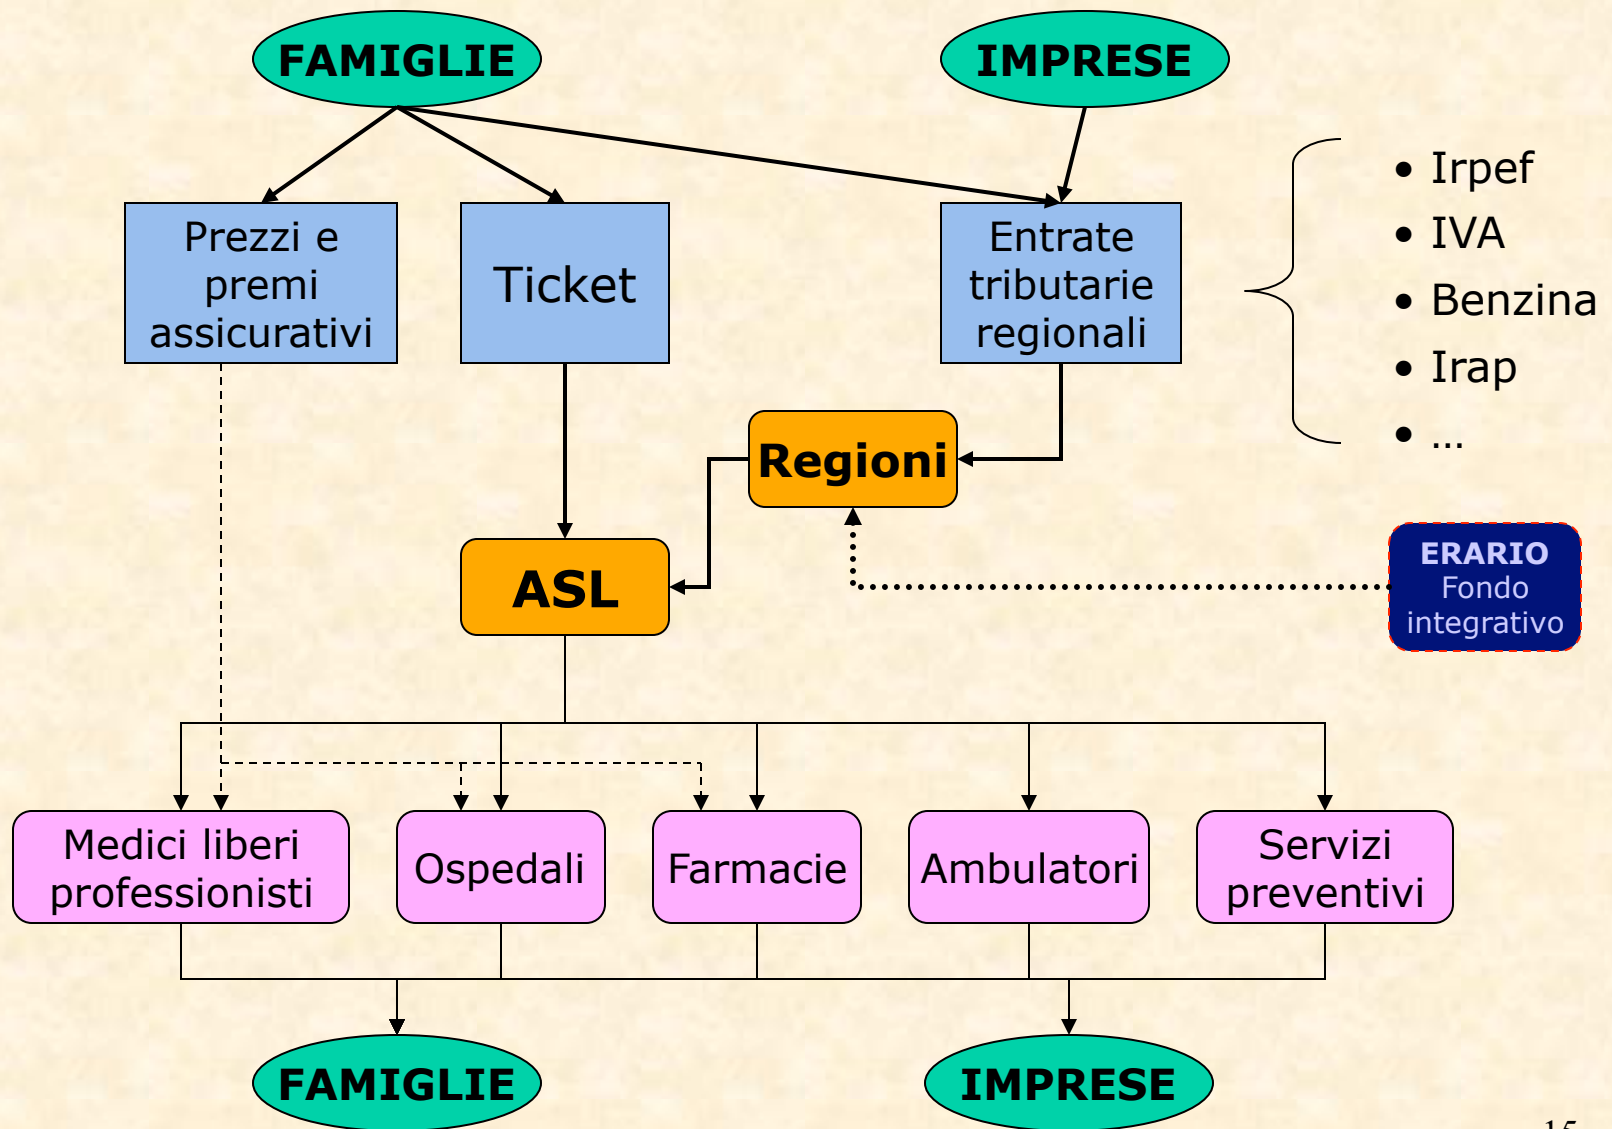 FAMIGLIE
IMPRESE
Prezzi e
premi
assicurativi
Ticket
Entrate
tributarie
regionali
• Irpef
• IVA
• Benzina
• Irap
• ...
Regioni
ERARIO
Fondo
integrativo
ASL
Medici liberi
professionisti
Ospedali
Farmacie
Ambulatori
Servizi
preventivi
FAMIGLIE
IMPRESE
15